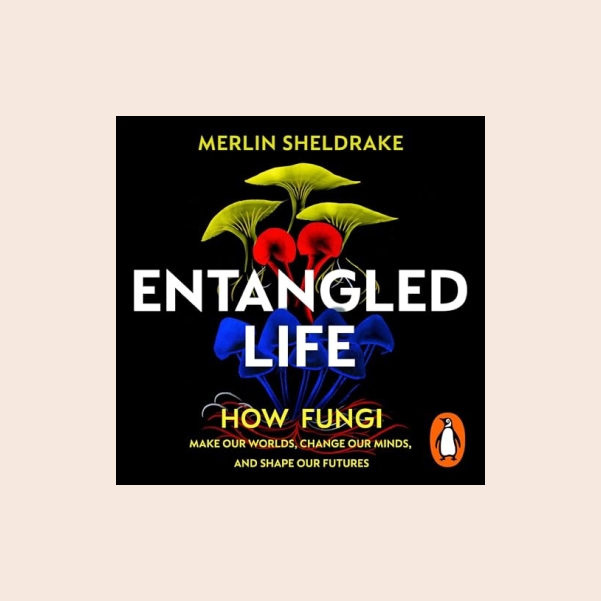 MERLIN SHELDRAKE
ENTANGLED
LIFE
HOW FUNGI
MAKE OUR WORLDS, CHANGE OUR MINDS,
AND SHAPE OUR FUTURES